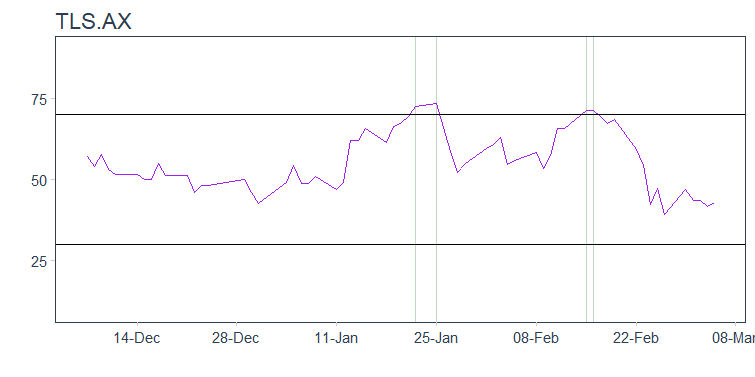 TLS.AX
75
50
25
14-Dec
28-Dec
11-Jan
25-Jan
08-Feb
22-Feb
08-Mar